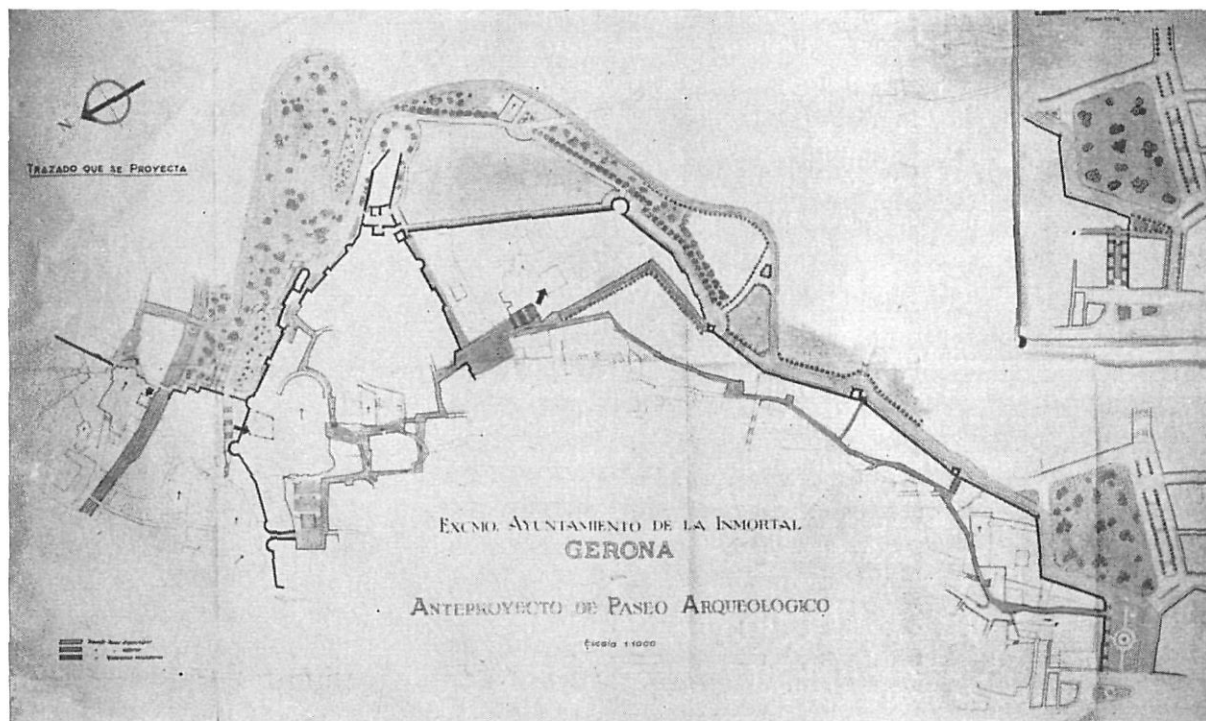 N
TRAZADO QUE SE PROYECTA
EXCMO. AYUNTAMIENTO DE LA INMORTAL
GERONA
ANTEPROYECTO DE PASEO ARQUEOLOGICO
Escala 1:1000